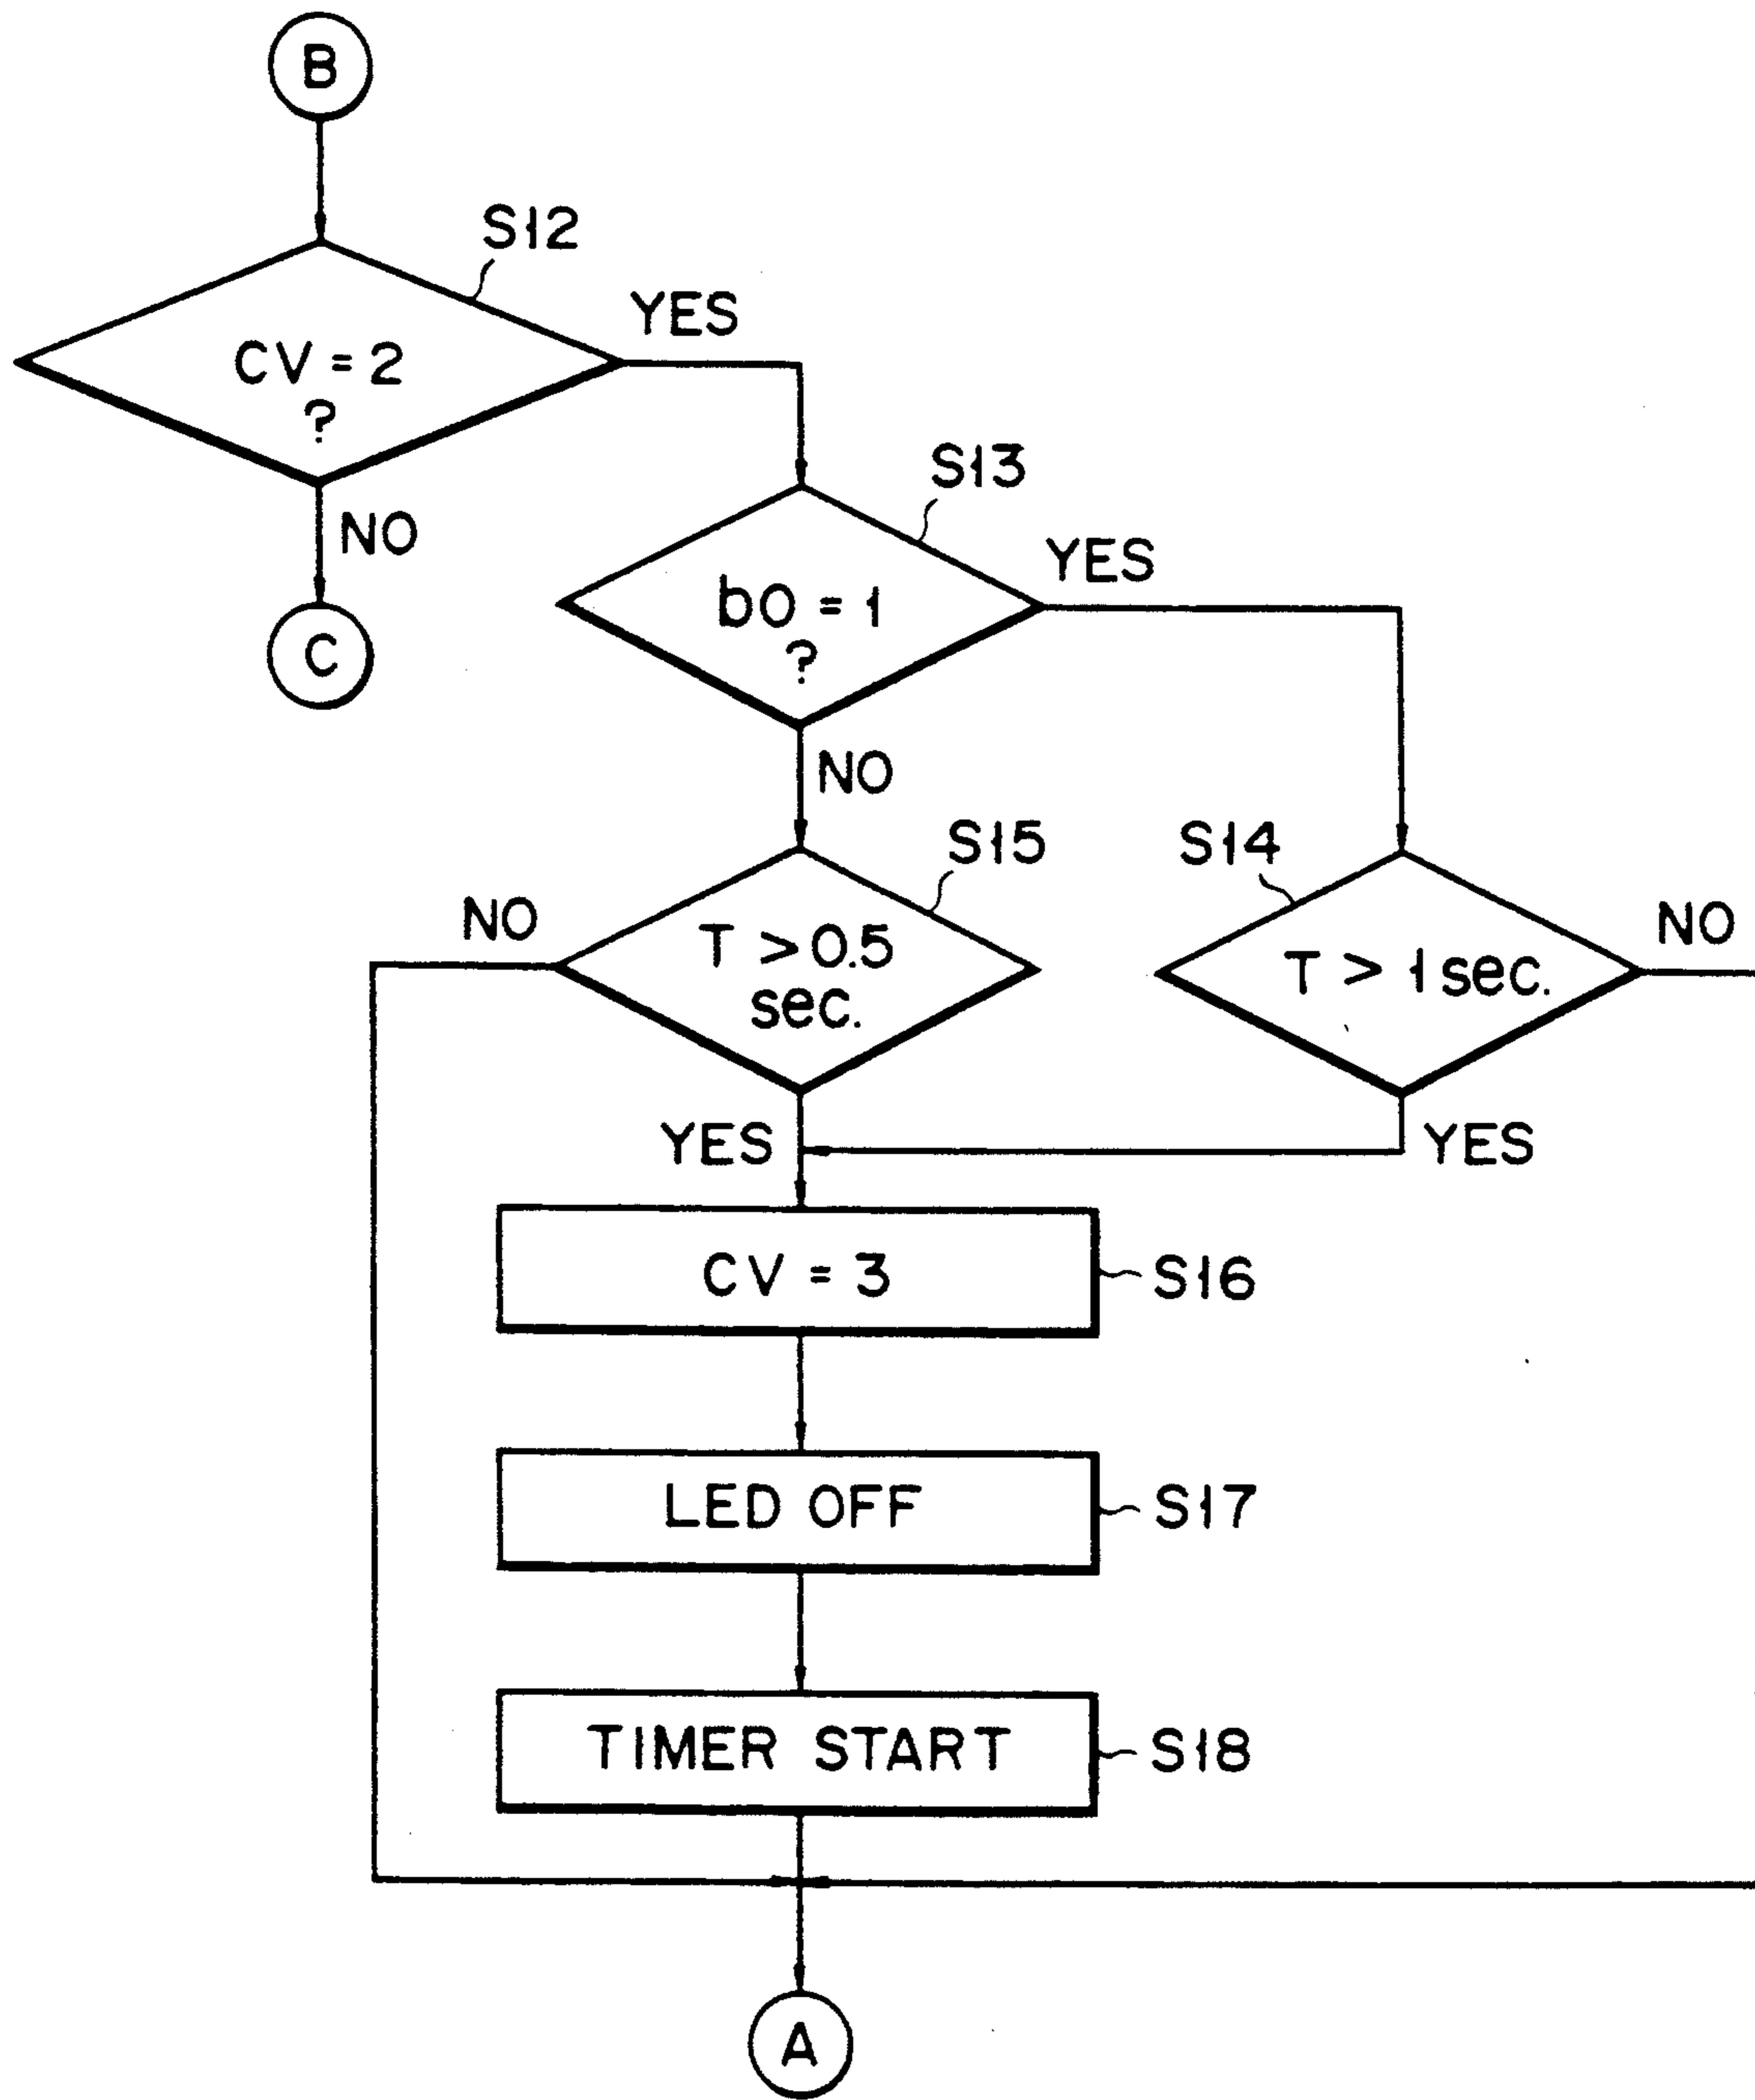 B
S12
YES
CV = 2
?
NO
C
S13
YES
b0 = 1
?
NO
S15
S14
NO
T > 0.5
sec.
NO
T > 1 sec.
YES
YES
CV = 3
S16
LED OFF
S17
TIMER START
S18
A